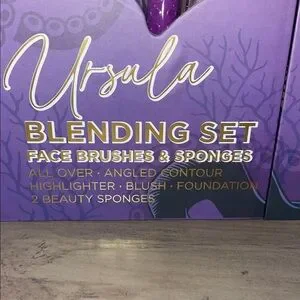 Ursula
BLENDING SET
FACE BRUSHES & SPONGES
ALL OVER · ANGLED CONTOUR
HIGHLIGHTER · BLUSH · FOUNDATION
2 BEAUTY SPONGES